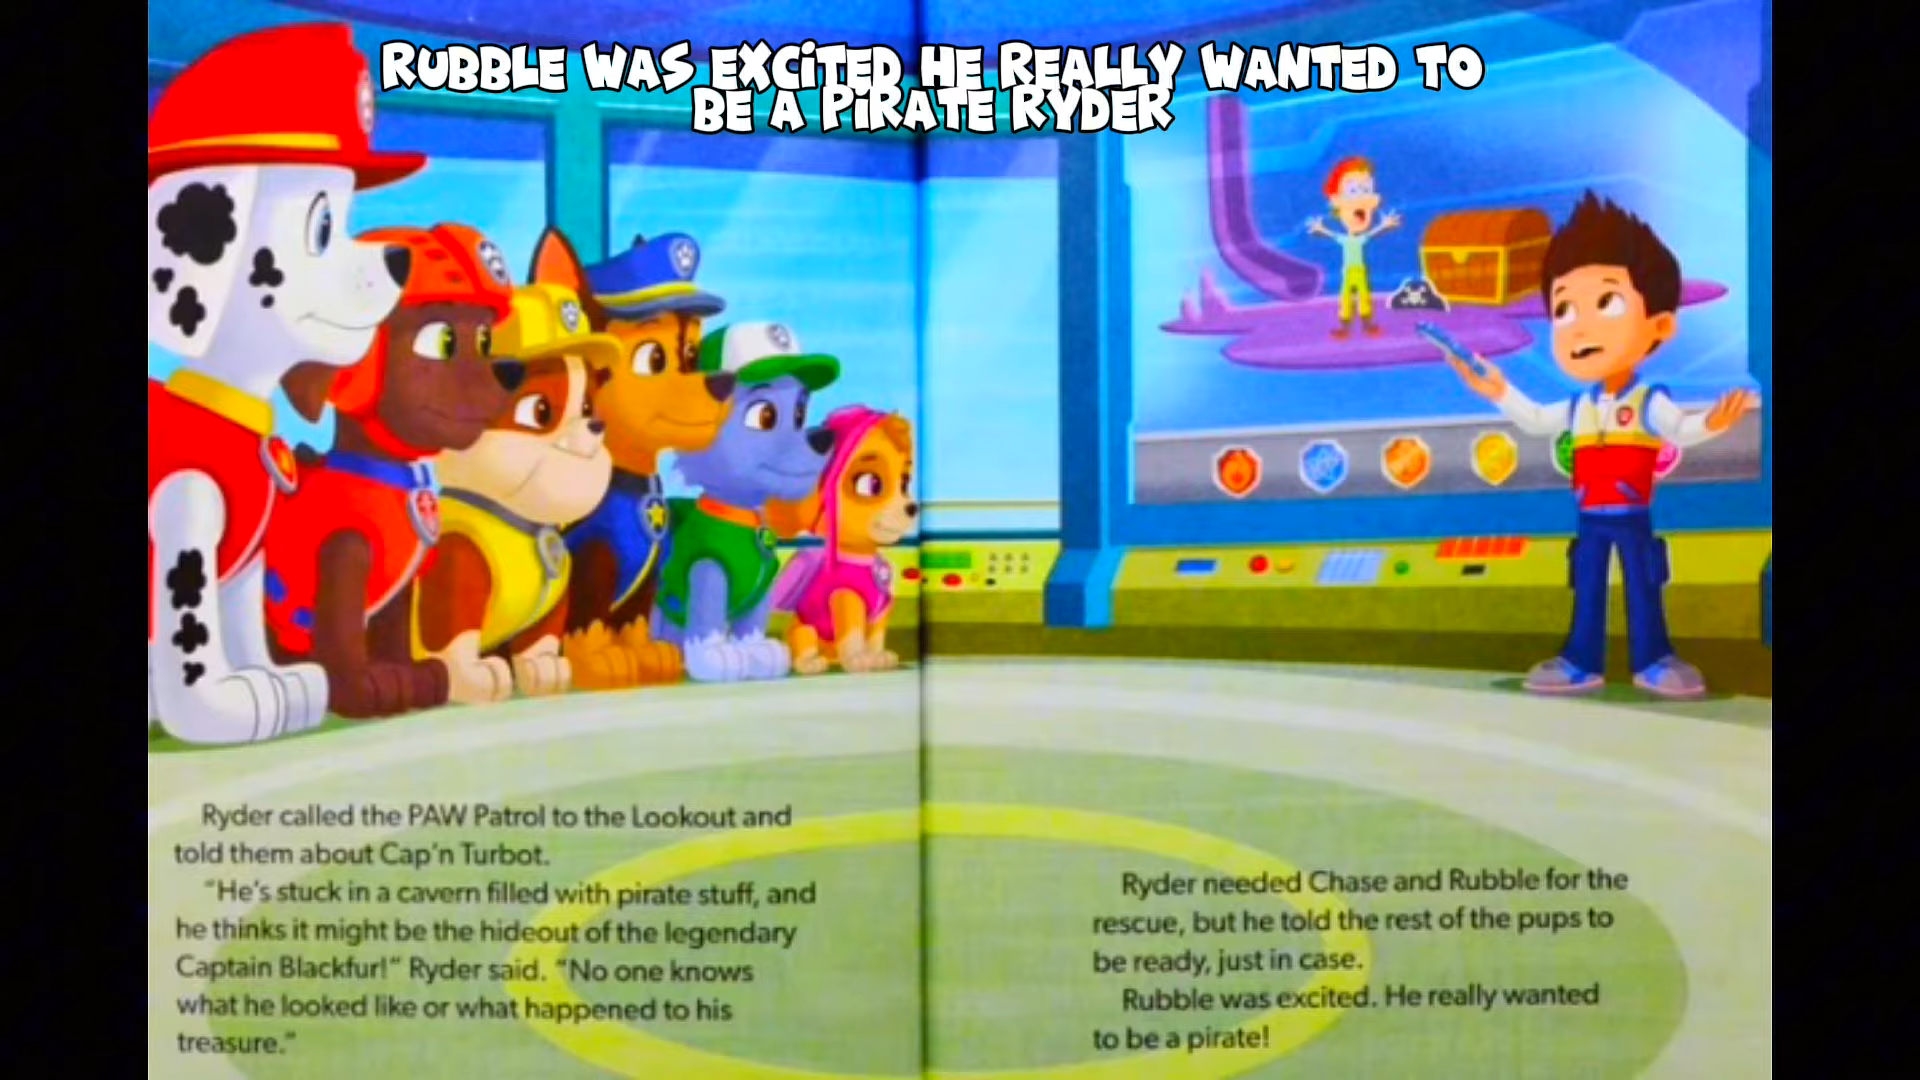 RUBBLE WAS EXCITED HE REALLY WANTED TO
BE A PIRATE RYDER
Ryder called the PAW Patrol to the Lookout and
told them about Cap'n Turbot.
"He's stuck in a cavern filled with pirate stuff, and
he thinks it might be the hideout of the legendary
Captain Blackfur!" Ryder said. "No one knows
what he looked like or what happened to his
treasure."
Ryder needed Chase and Rubble for the
rescue, but he told the rest of the pups to
be ready, just in case.
Rubble was excited. He really wanted
to be a pirate!